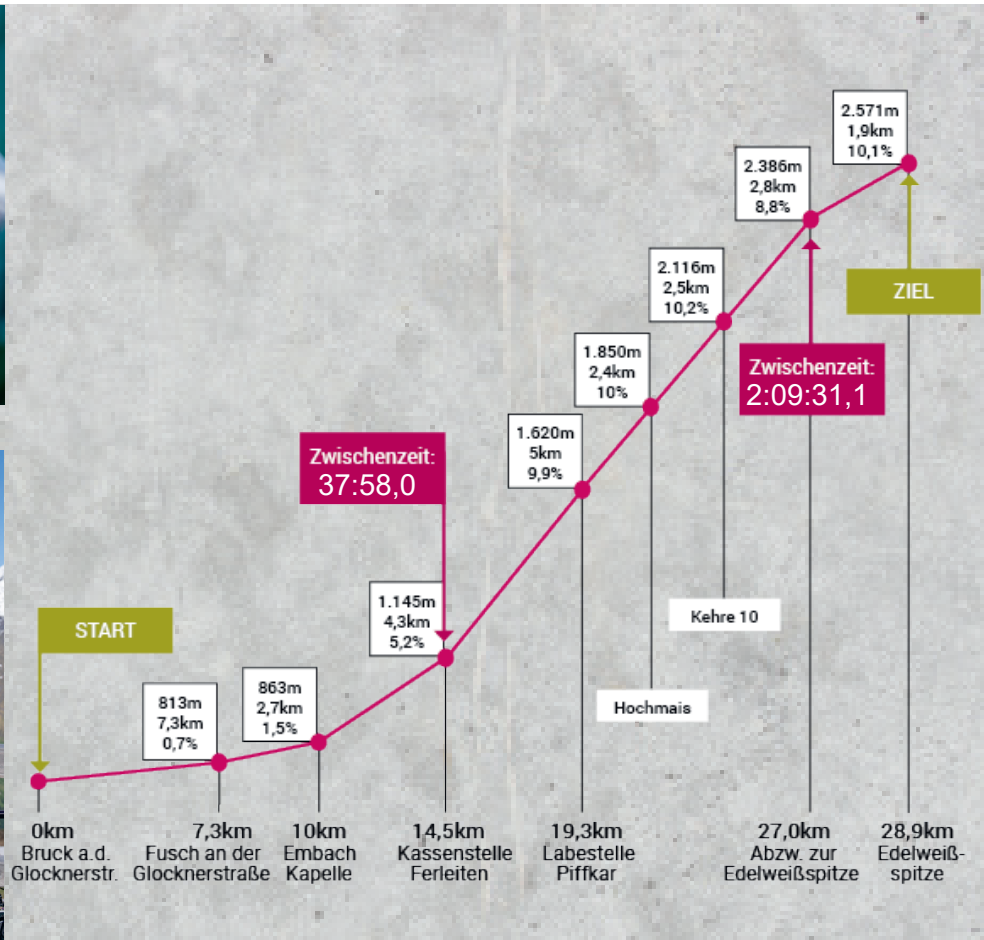 2.571m
1,9km
10,1%
2.386m
2,8km
8,8%
2.116m
2,5km
10,2%
ZIEL
1.850m
2,4km
10%
Zwischenzeit:
2:09:31,1
1.620m
5km
9,9%
Zwischenzeit:
37:58,0
1.145m
4,3km
5,2%
START
Kehre 10
863m
2,7km
1,5%
813m
7,3km
0,7%
Hochmais
0km
Bruck a.d.
Glocknerstr.
7,3km
Fusch an der
Glocknerstraße
10km
Embach
Kapelle
14,5km
Kassenstelle
Ferleiten
19,3km
Labestelle
Piffkar
27,0km
Abzw. zur
Edelweißspitze
28,9km
Edelweiß-
spitze